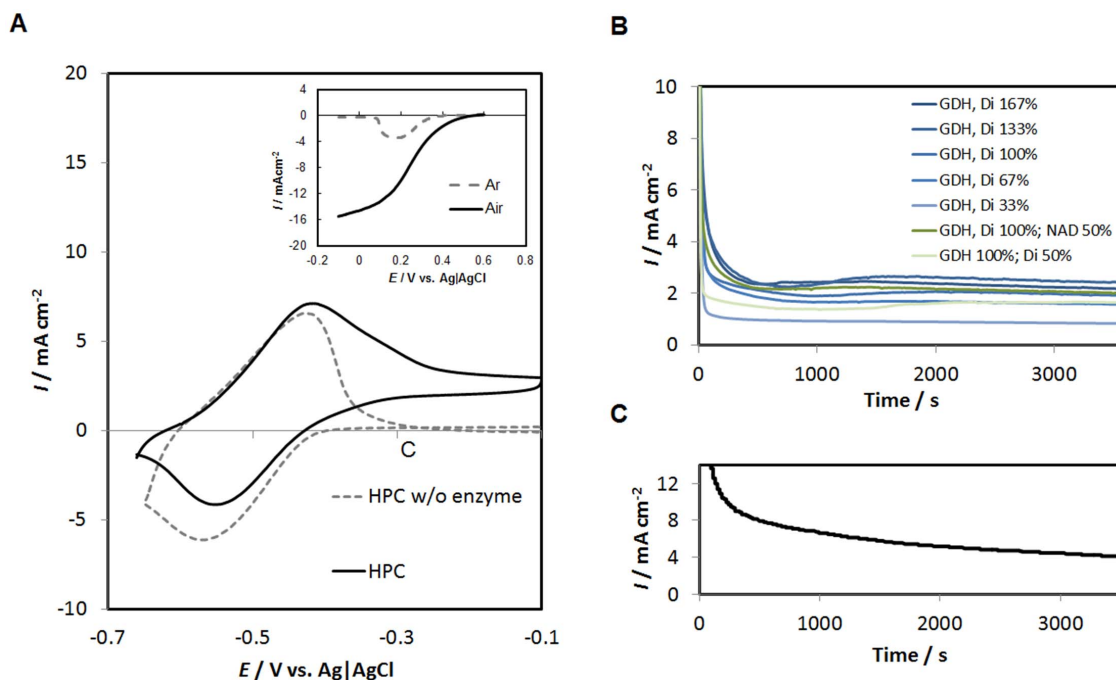 A
20
15
10
5
0
-5
-10
I / mA cm-2
-0.7
-0.5
-0.3
-0.1
E / V vs. Ag|AgCl
C
HPC w/o enzyme
HPC
4
0
-4
-8
-12
-16
-20
I / mAcm-2
-0.2
0
0.2
0.4
0.6
0.8
E / V vs. Ag|AgCl
Ar
Air
B
10
8
6
4
2
0
I / mA cm-2
GDH, Di 167%
GDH, Di 133%
GDH, Di 100%
GDH, Di 67%
GDH, Di 33%
GDH, Di 100%; NAD 50%
GDH 100%; Di 50%
0
1000
2000
3000
Time / s
C
12
8
4
0
I / mA cm-2
0
1000
2000
3000
Time / s